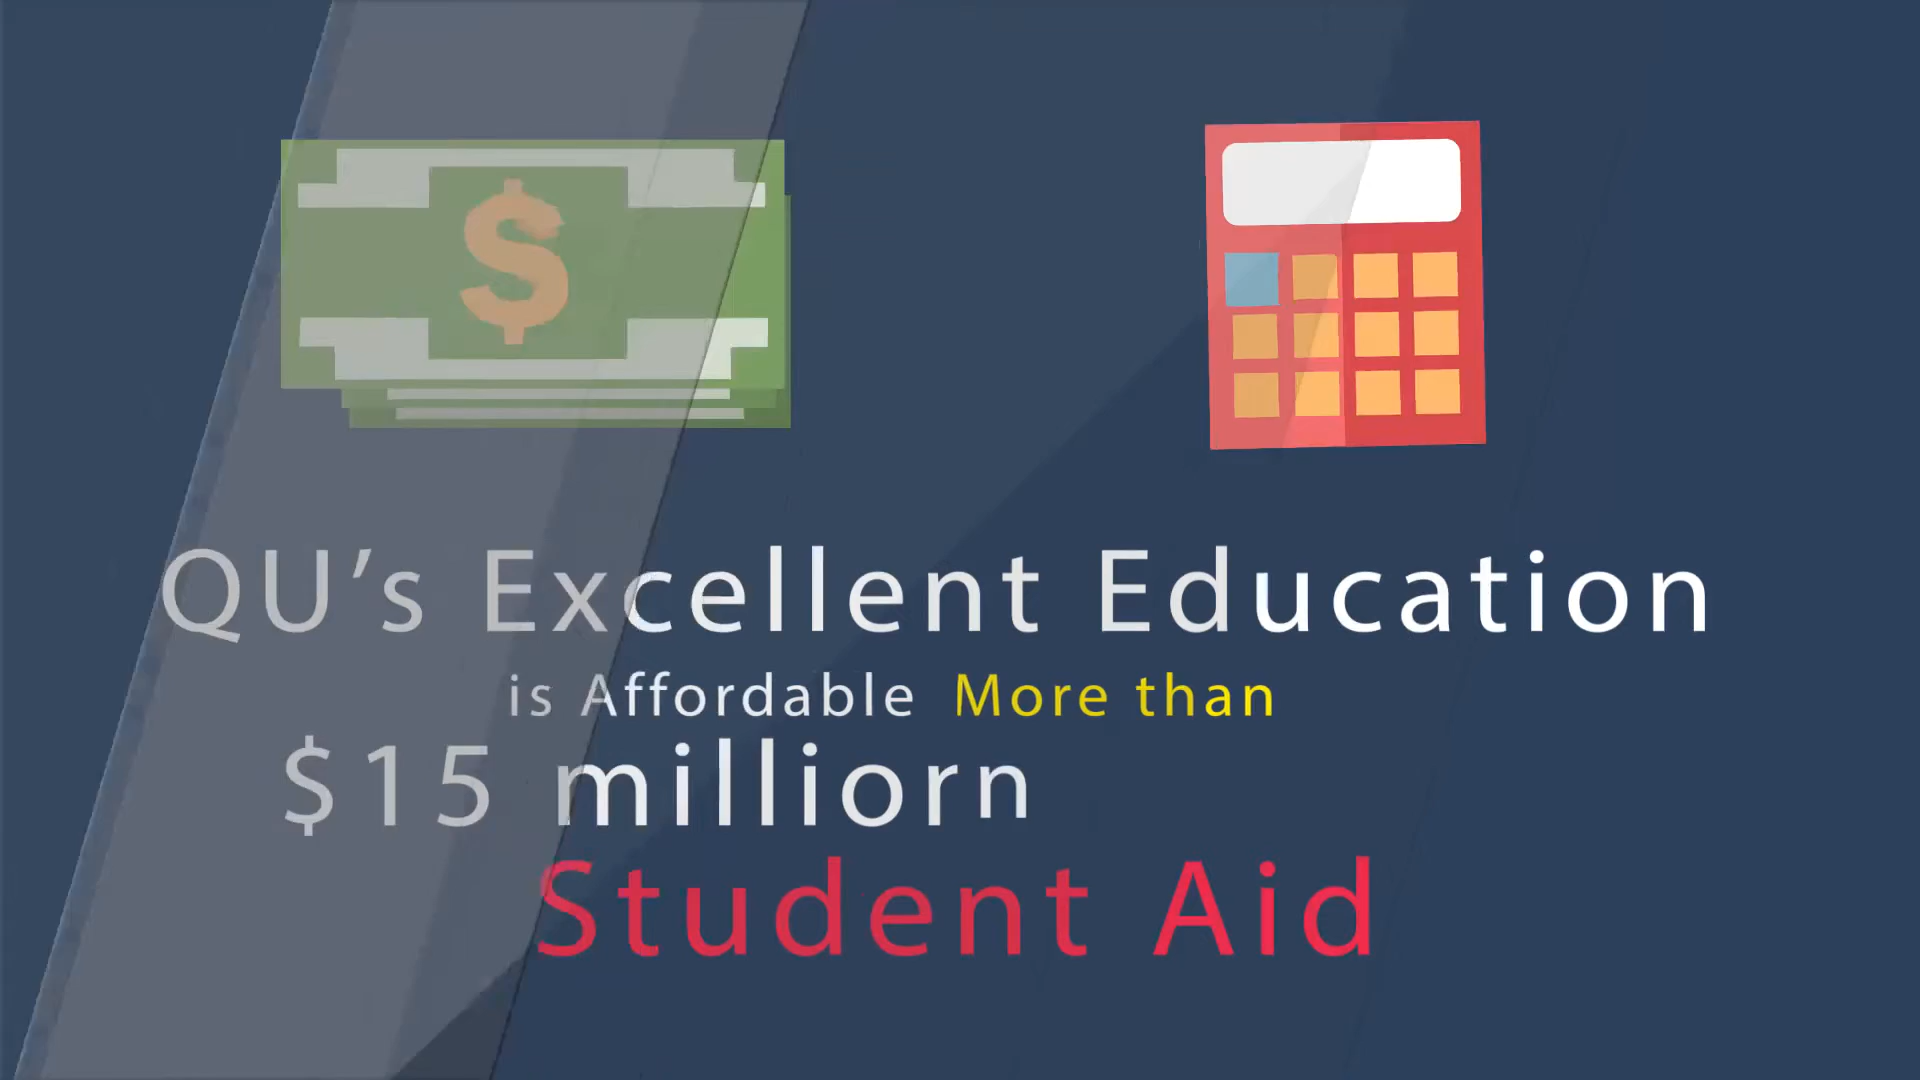 $
QU’s Excellent Education
is Affordable More than
$15 milliorn
Student Aid